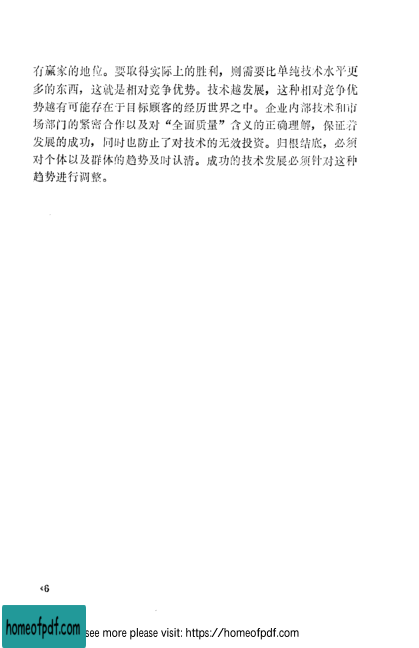 有赢家的地位。要取得实际上的胜利，则需要比单纯技术水平更
多的东西，这就是相对竞争优势。技术越发展，这种相对竞争优
势越有可能存在于目标顾客的经历世界之中。企业内部技术和市
场部门的紧密合作以及对“全面质量”含义的正确理解，保证着
发展的成功，同时也防止了对技术的无效投资。归根结底，必须
对个体以及群体的趋势及时认清。成功的技术发展必须针对这种
趋势进行调整。
6
homeofpdf.com
see more please visit: https://homeofpdf.com